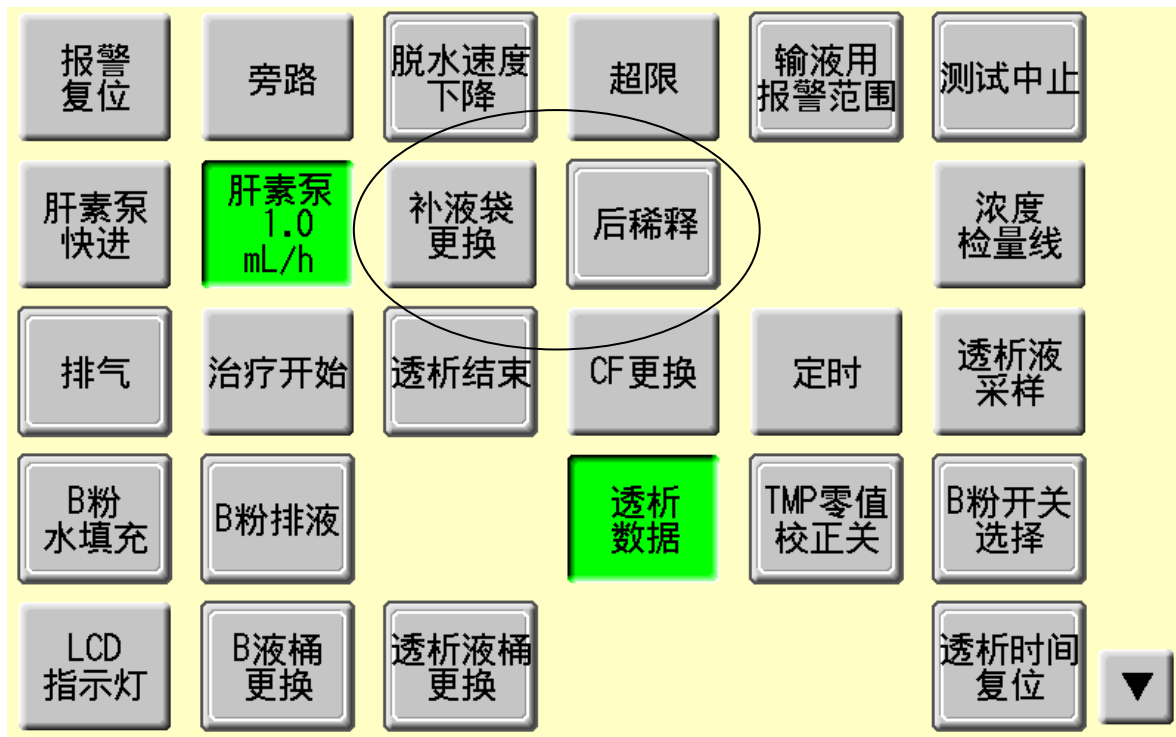 报警
复位
旁路
脱水速度
下降
超限
输液用
报警范围
测试中止
肝素泵
快进
肝素泵
1.0
mL/h
补液袋
更换
后稀释
浓度
检量线
排气
治疗开始
透析结束
CF更换
定时
透析液
采样
B粉
水填充
B粉排液
透析
数据
TMP零值
校正关
B粉开关
选择
LCD
指示灯
B液桶
更换
透析液桶
更换
透析时间
复位